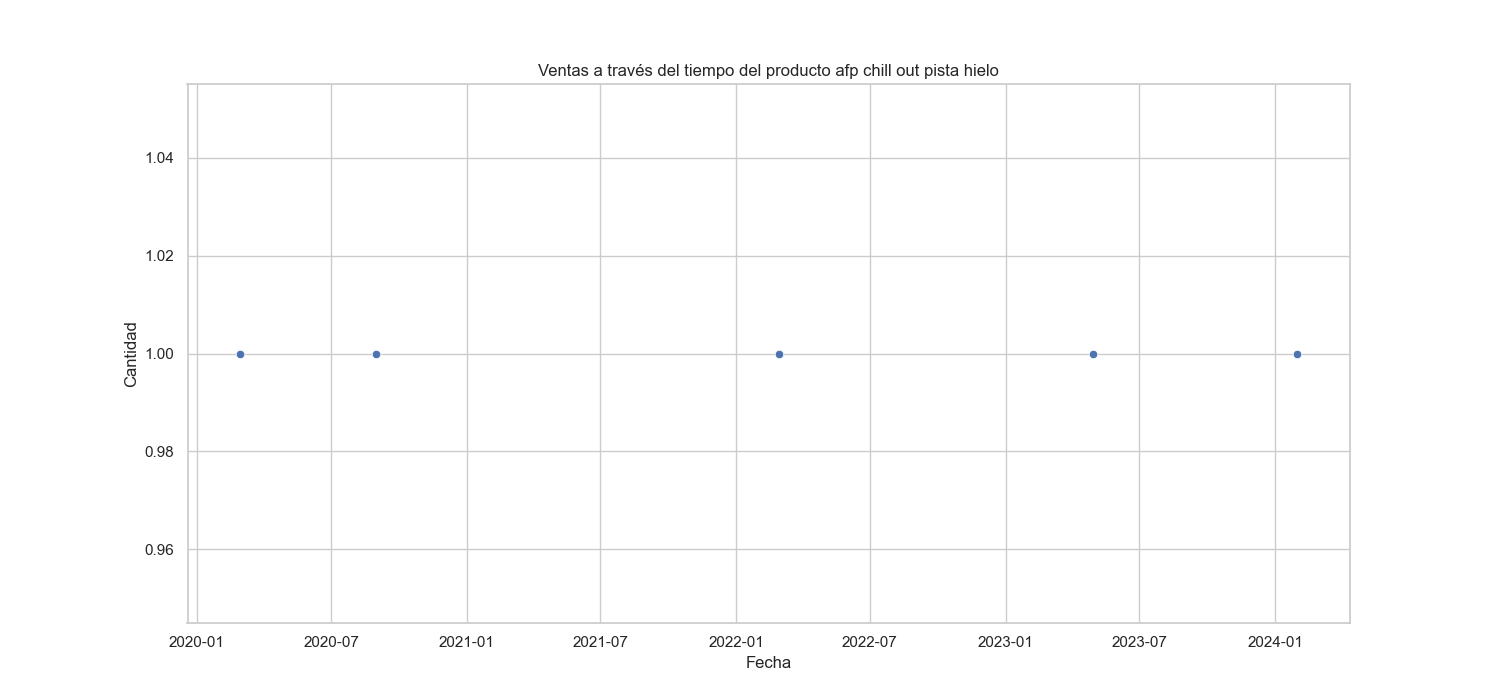 Ventas a través del tiempo del producto afp chill out pista hielo
1.04
1.02
1.00
0.98
0.96
Cantidad
2020-01 2020-07 2021-01 2021-07 2022-01 2022-07 2023-01 2023-07 2024-01
Fecha